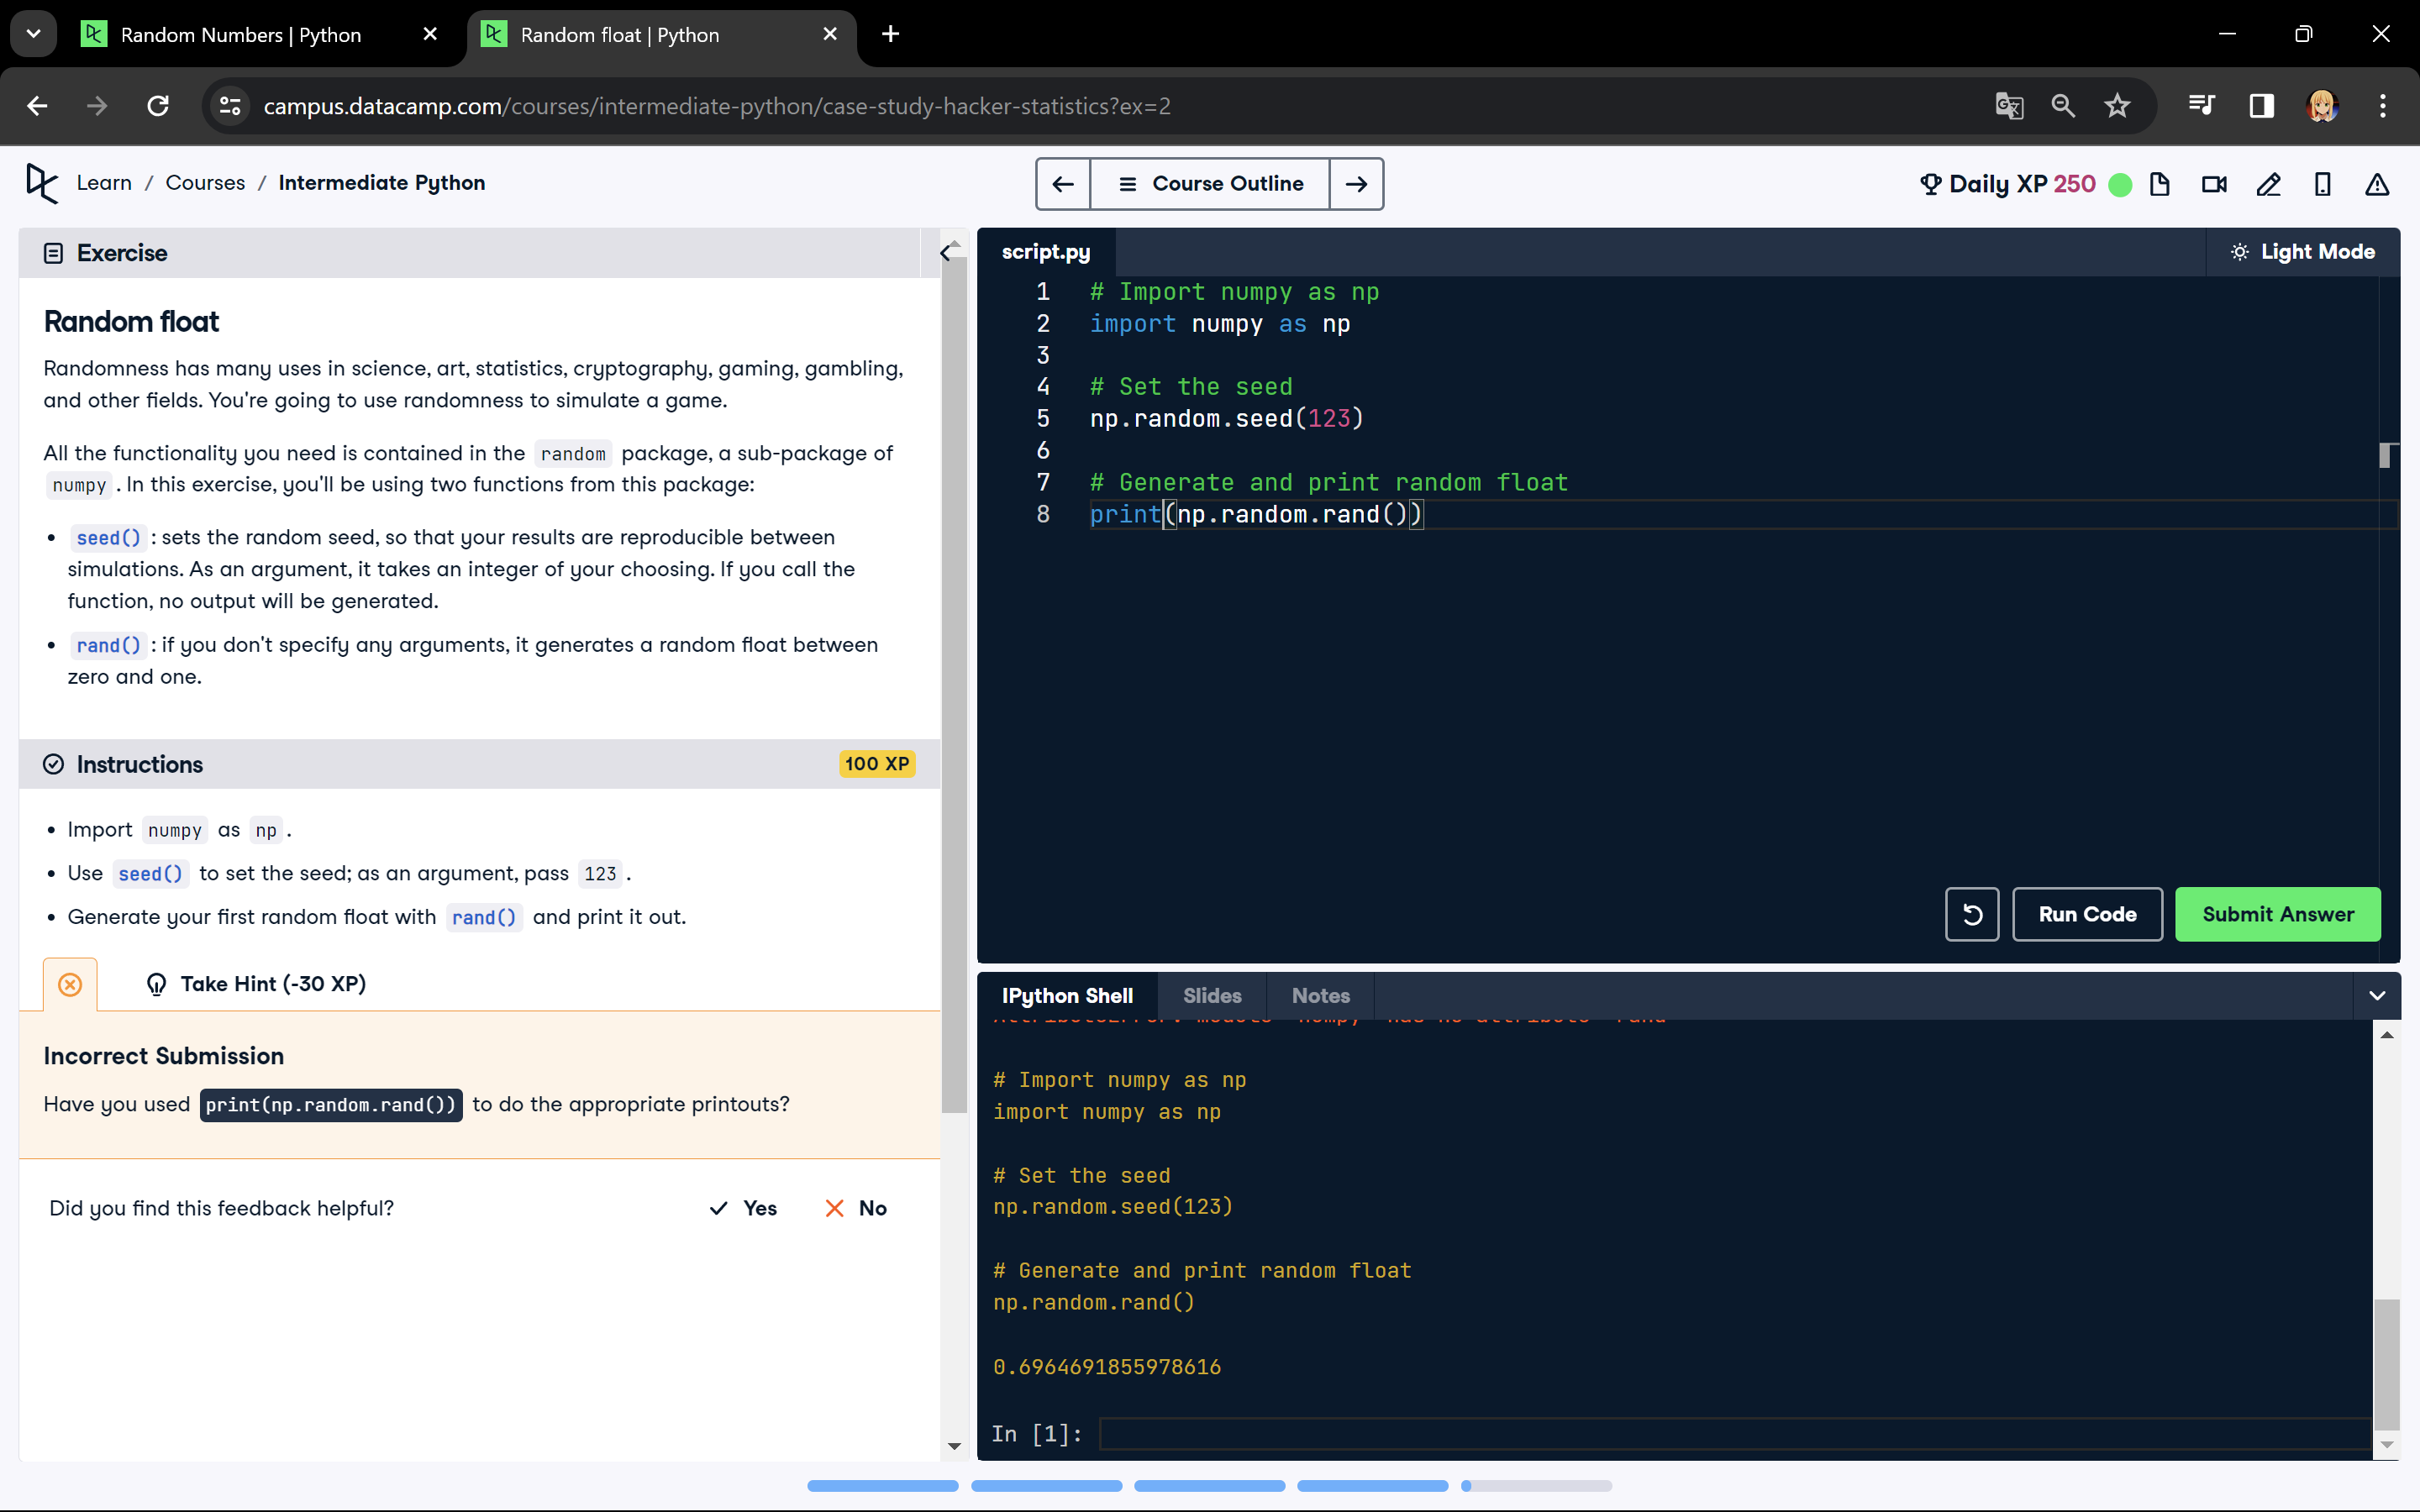 Random Numbers | Python
Random float | Python
campus.datacamp.com/courses/intermediate-python/case-study-hacker-statistics?ex=2
Learn / Courses / Intermediate Python
Course Outline
Daily XP 250
Exercise
Random float
Randomness has many uses in science, art, statistics, cryptography, gaming, gambling,
and other fields. You're going to use randomness to simulate a game.
All the functionality you need is contained in the random package, a sub-package of
numpy . In this exercise, you'll be using two functions from this package:
• seed() : sets the random seed, so that your results are reproducible between
simulations. As an argument, it takes an integer of your choosing. If you call the
function, no output will be generated.
• rand() : if you don't specify any arguments, it generates a random float between
zero and one.
Instructions
100 XP
• Import numpy as np .
• Use seed() to set the seed; as an argument, pass 123 .
• Generate your first random float with rand() and print it out.
Take Hint (-30 XP)
Incorrect Submission
Have you used print(np.random.rand()) to do the appropriate printouts?
Did you find this feedback helpful?
Yes
No
script.py
Light Mode
1 # Import numpy as np
2 import numpy as np
3
4 # Set the seed
5 np.random.seed(123)
6
7 # Generate and print random float
8 print(np.random.rand())
Run Code
Submit Answer
IPython Shell
Slides
Notes
AttributeError: module 'numpy' has no attribute 'rand'
# Import numpy as np
import numpy as np
# Set the seed
np.random.seed(123)
# Generate and print random float
np.random.rand()
0.6964691855978616
In [1]: